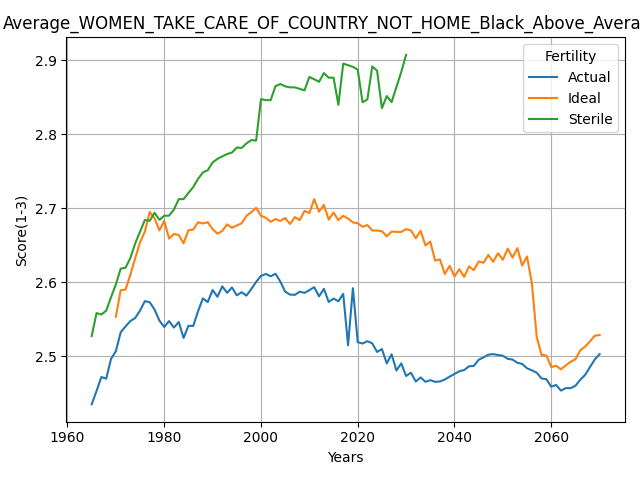 Average_WOMEN_TAKE_CARE_OF_COUNTRY_NOT_HOME_Black_Above_Avera
Fertility
Actual
Ideal
Sterile
Score(1-3)
2.9
2.8
2.7
2.6
2.5
1960 1980 2000 2020 2040 2060
Years